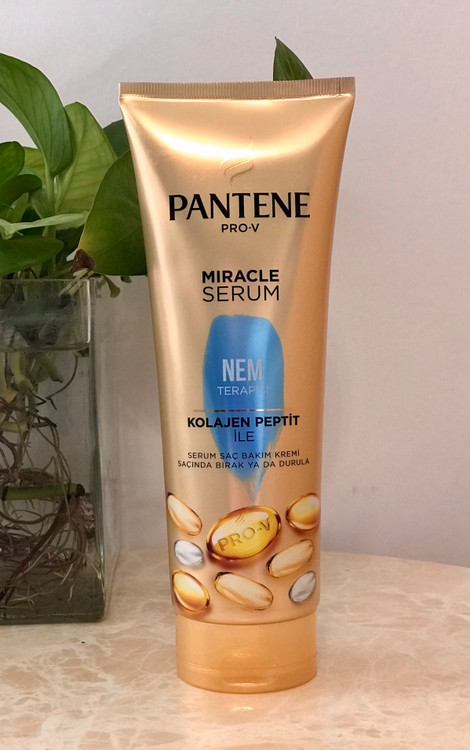 PANTENE
PRO-V
MIRACLE
SERUM
NEM
TERAPİSİ
KOLAJEN PEPTİT
İLE
SERUM SAÇ BAKIM KREMİ
SAÇINDA BIRAK YA DA DURULA
PRO-V